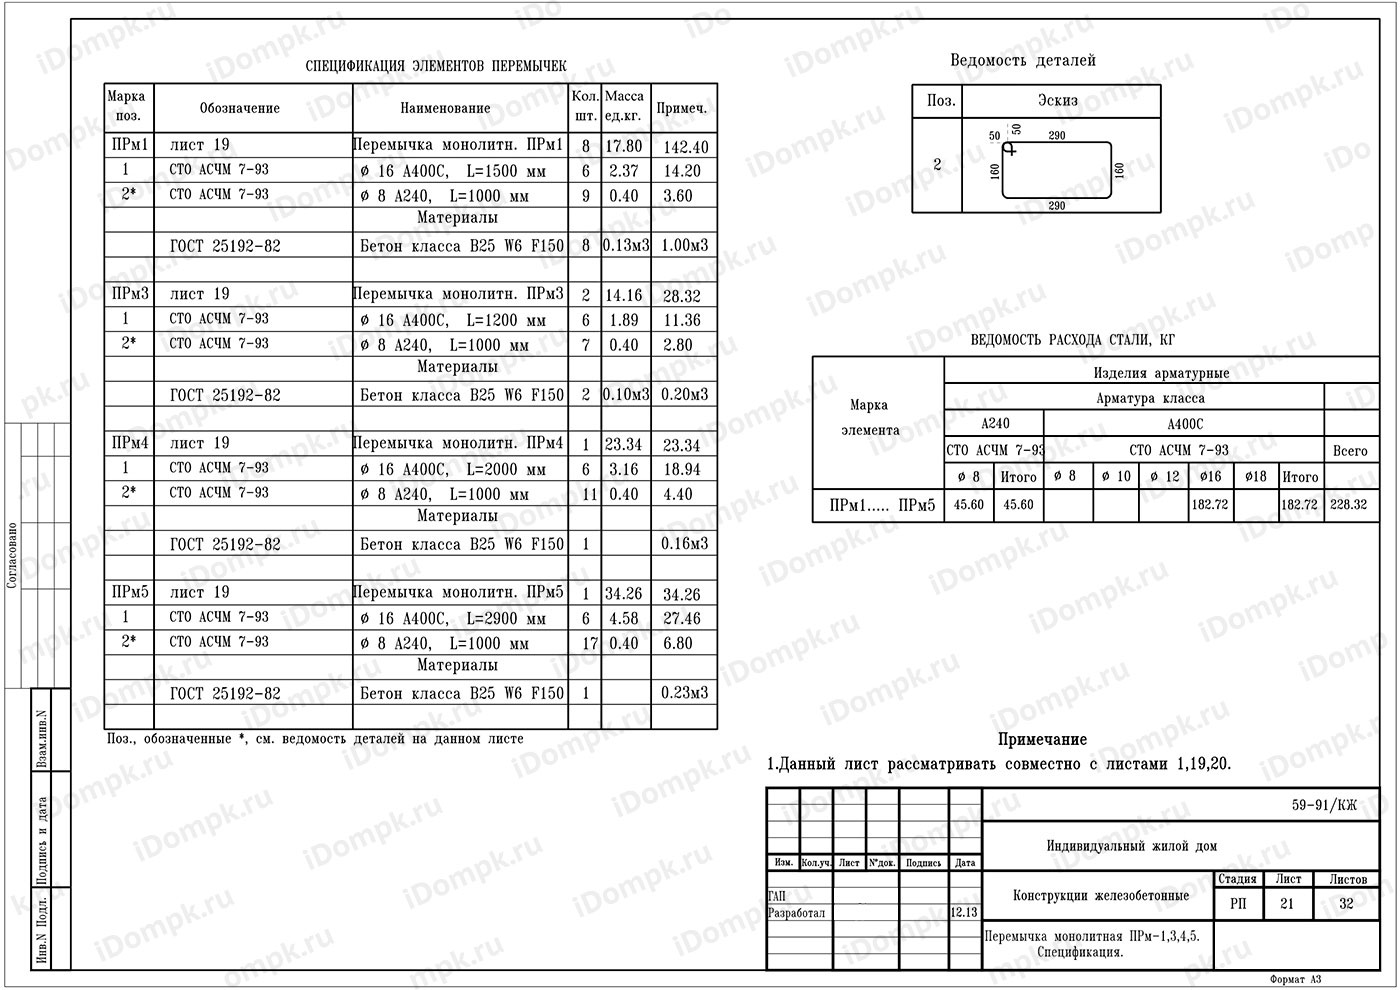 СПЕЦИФИКАЦИЯ ЭЛЕМЕНТОВ ПЕРЕМЫЧЕК
Марка поз. Обозначение Наименование Кол. шт. Масса ед.кг. Примеч.
ПРм1 лист 19 Перемычка монолитн. ПРм1 8 17.80 142.40
1 СТО АСЧМ 7-93 ϕ 16 А400С, L=1500 мм 6 2.37 14.20
2* СТО АСЧМ 7-93 ϕ 8 А240, L=1000 мм 9 0.40 3.60
Материалы
ГОСТ 25192-82 Бетон класса В25 W6 F150 8 0.13м3 1.00м3
ПРм3 лист 19 Перемычка монолитн. ПРм3 2 14.16 28.32
1 СТО АСЧМ 7-93 ϕ 16 А400С, L=1200 мм 6 1.89 11.36
2* СТО АСЧМ 7-93 ϕ 8 А240, L=1000 мм 7 0.40 2.80
Материалы
ГОСТ 25192-82 Бетон класса В25 W6 F150 2 0.10м3 0.20м3
ПРм4 лист 19 Перемычка монолитн. ПРм4 1 23.34 23.34
1 СТО АСЧМ 7-93 ϕ 16 А400С, L=2000 мм 6 3.16 18.94
2* СТО АСЧМ 7-93 ϕ 8 А240, L=1000 мм 11 0.40 4.40
Материалы
ГОСТ 25192-82 Бетон класса В25 W6 F150 1 0.16м3
ПРм5 лист 19 Перемычка монолитн. ПРм5 1 34.26 34.26
1 СТО АСЧМ 7-93 ϕ 16 А400С, L=2900 мм 6 4.58 27.46
2* СТО АСЧМ 7-93 ϕ 8 А240, L=1000 мм 17 0.40 6.80
Материалы
ГОСТ 25192-82 Бетон класса В25 W6 F150 1 0.23м3
Поз., обозначенные *, см. ведомость деталей на данном листе
Ведомость деталей
Поз. Эскиз
2
50
50
290
160
160
290
ВЕДОМОСТЬ РАСХОДА СТАЛИ, КГ
Марка элемента
Изделия арматурные
Арматура класса
А240 А400С
СТО АСЧМ 7-93 СТО АСЧМ 7-93 Всего
ϕ 8 Итого ϕ 8 ϕ 10 ϕ 12 ϕ16 ϕ18 Итого
ПРм1..... ПРм5 45.60 45.60 182.72 182.72 228.32
Примечание
1.Данный лист рассматривать совместно с листами 1,19,20.
59-91/КЖ
Индивидуальный жилой дом
Изм. Кол.уч. Лист N°док. Подпись Дата
ГАП
Разработал 12.13
Конструкции железобетонные
Стадия Лист Листов
РП 21 32
Перемычка монолитная ПРм-1,3,4,5.
Спецификация.
Формат А3
Согласовано
Взам.инв.N
Подпись и дата
Инв.N Подл.
iDompk.ru